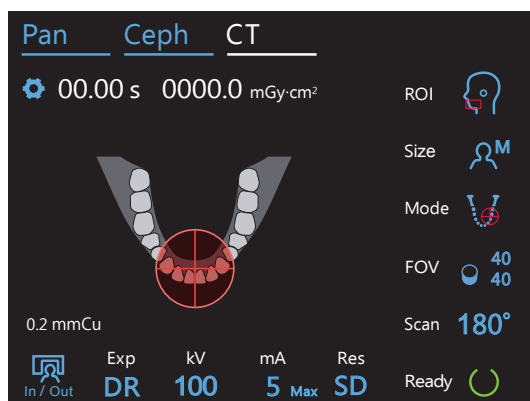 Pan Ceph CT
00.00 s 0000.0 mGy·cm²
ROI
Size M
Mode
FOV 40 40
0.2 mmCu
Scan 180°
Exp kV mA Res
In / Out DR 100 5 Max SD
Ready